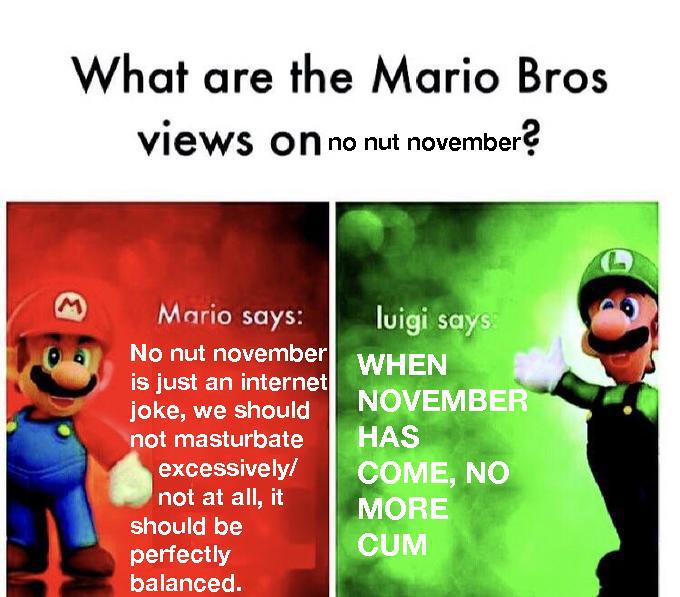 What are the Mario Bros
views on no nut november?
Mario says:
No nut november
is just an internet
joke, we should
not masturbate
excessively/
not at all, it
should be
perfectly
balanced.
luigi says:
WHEN
NOVEMBER
HAS
COME, NO
MORE
CUM
M
L